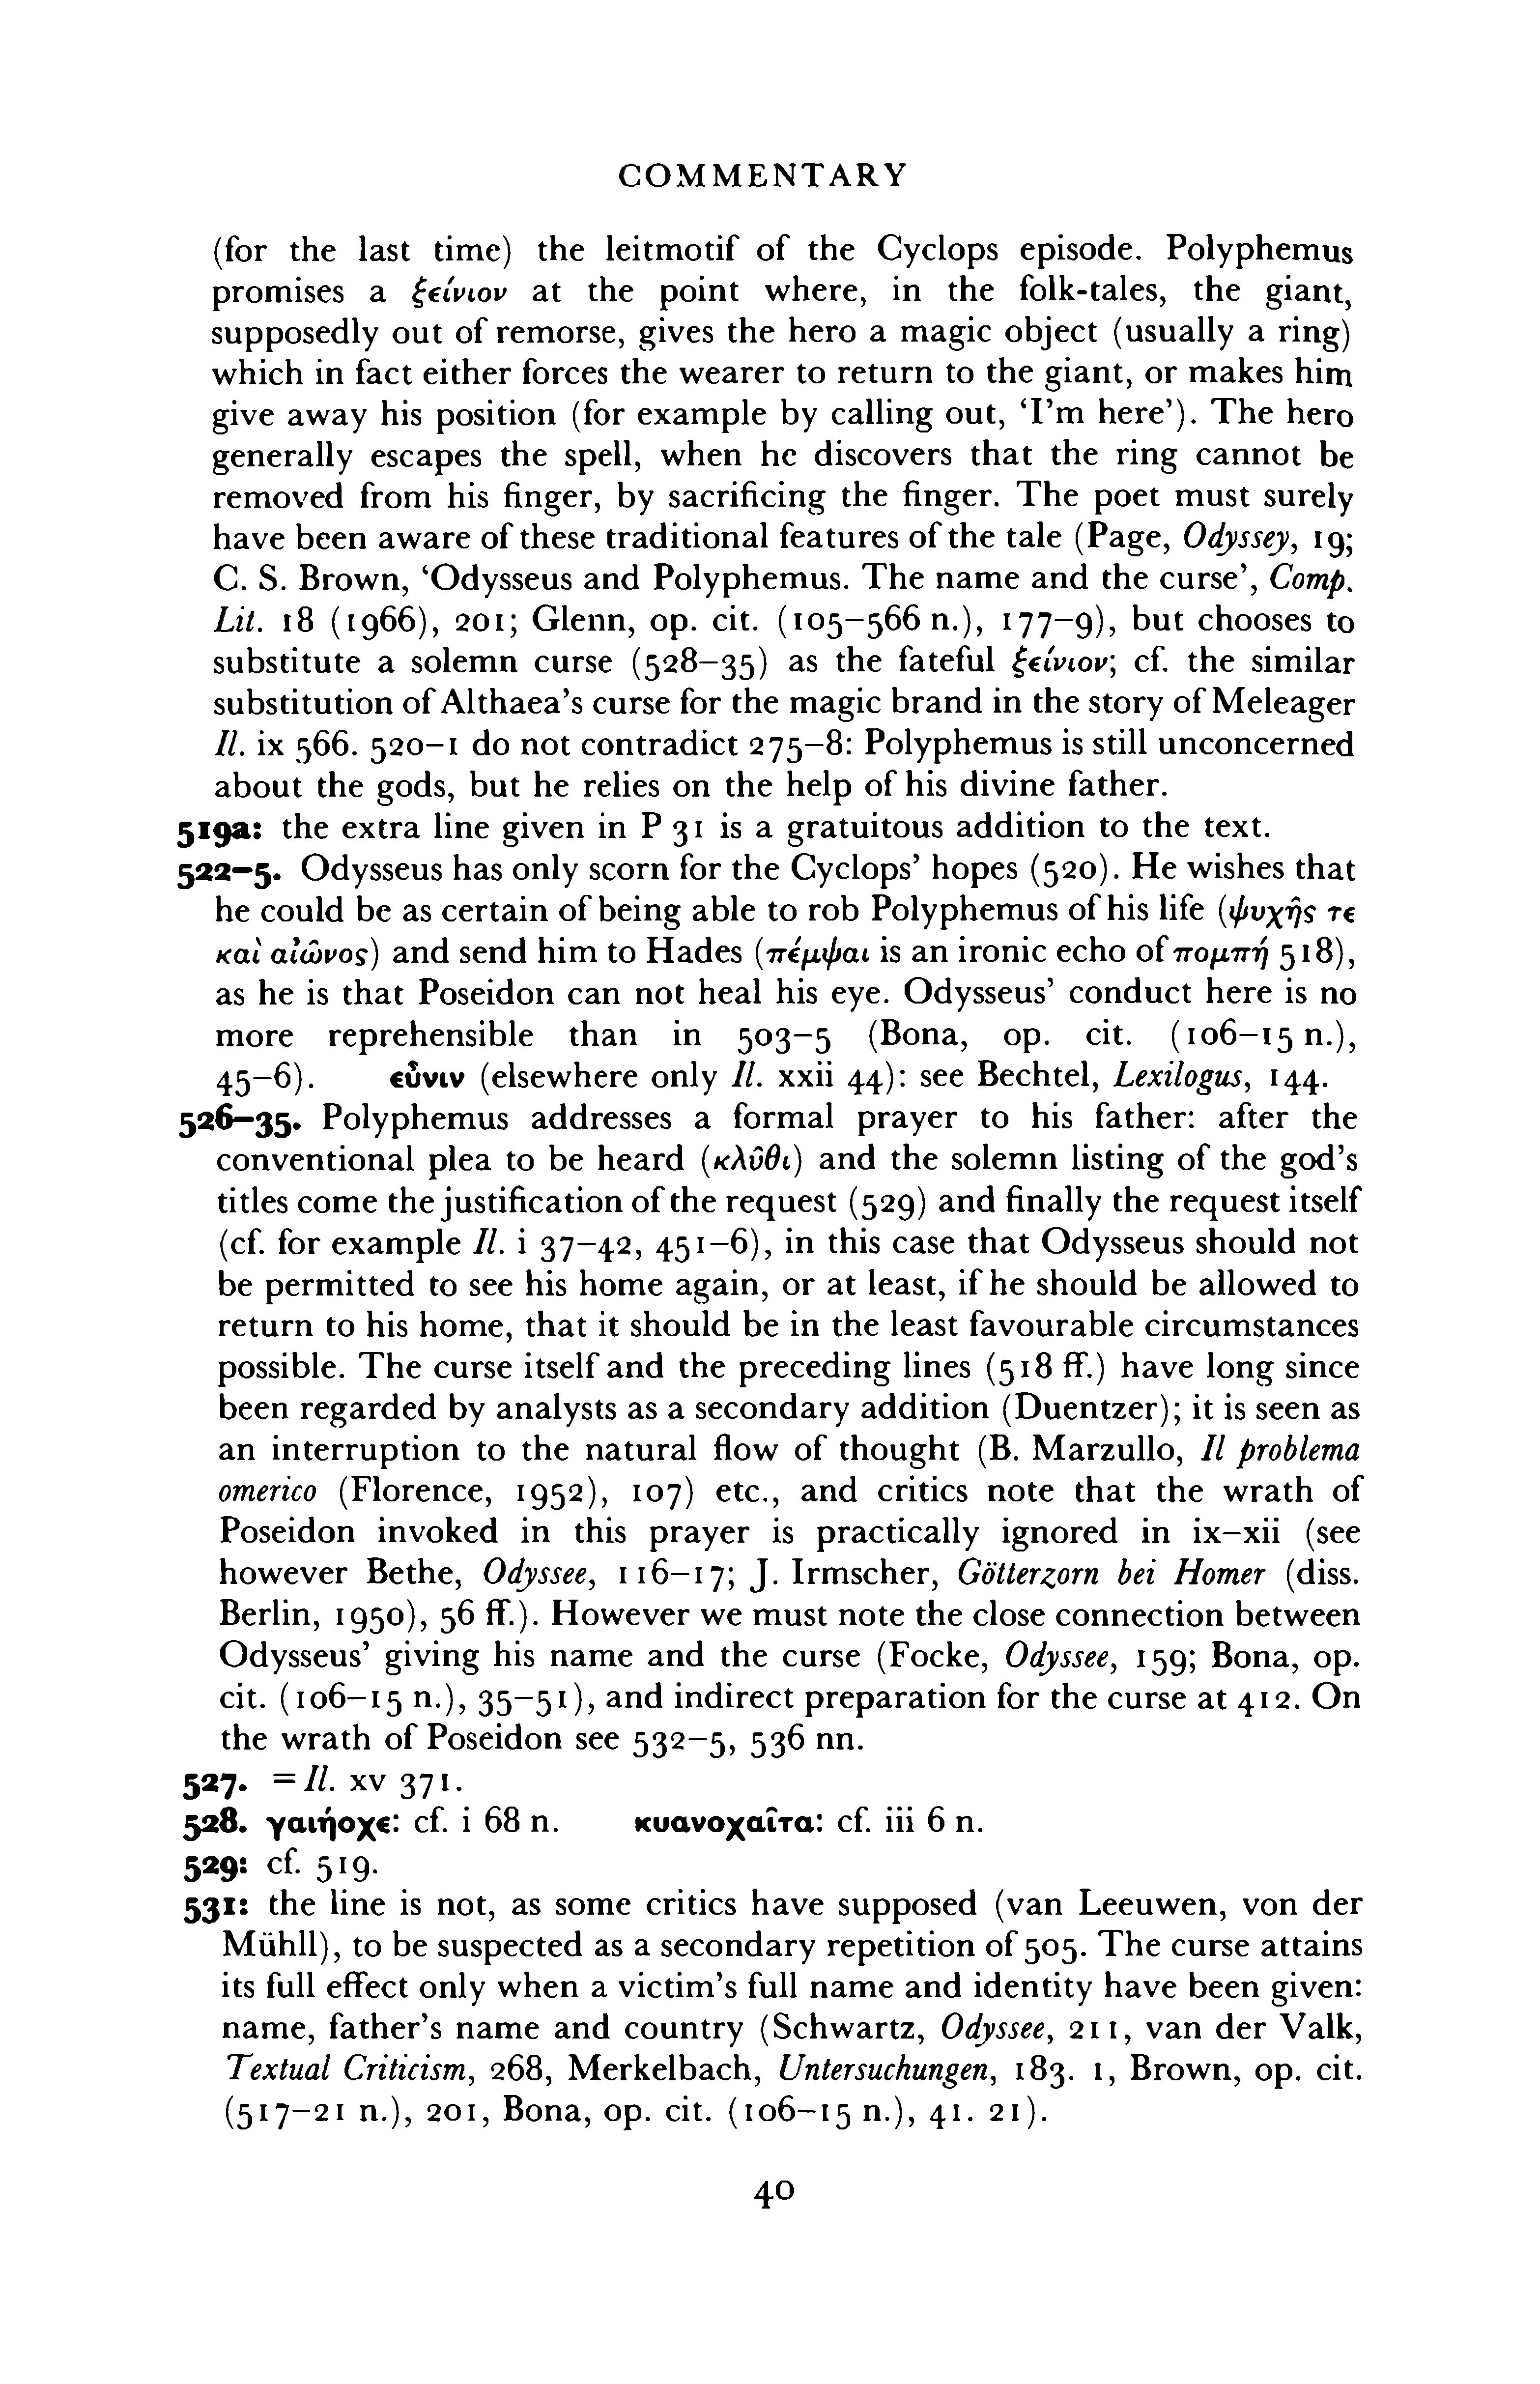 COMMENTARY
(for the last time) the leitmotif of the Cyclops episode. Polyphemus
promises a ξείνιον at the point where, in the folk-tales, the giant,
supposedly out of remorse, gives the hero a magic object (usually a ring)
which in fact either forces the wearer to return to the giant, or makes him
give away his position (for example by calling out, ‘I’m here’). The hero
generally escapes the spell, when he discovers that the ring cannot be
removed from his finger, by sacrificing the finger. The poet must surely
have been aware of these traditional features of the tale (Page, Odyssey, 19;
C. S. Brown, ‘Odysseus and Polyphemus. The name and the curse’, Comp.
Lit. 18 (1966), 201; Glenn, op. cit. (105–566 n.), 177–9), but chooses to
substitute a solemn curse (528–35) as the fateful ξείνιον; cf. the similar
substitution of Althaea’s curse for the magic brand in the story of Meleager
Il. ix 566. 520–1 do not contradict 275–8: Polyphemus is still unconcerned
about the gods, but he relies on the help of his divine father.
519a: the extra line given in P 31 is a gratuitous addition to the text.
522–5. Odysseus has only scorn for the Cyclops’ hopes (520). He wishes that
he could be as certain of being able to rob Polyphemus of his life (ψυχῆς τε
καὶ αἰῶνος) and send him to Hades (πέμψαι is an ironic echo of πομπή 518),
as he is that Poseidon can not heal his eye. Odysseus’ conduct here is no
more reprehensible than in 503–5 (Bona, op. cit. (106–15 n.),
45–6). εὖνιν (elsewhere only Il. xxii 44): see Bechtel, Lexilogus, 144.
526–35. Polyphemus addresses a formal prayer to his father: after the
conventional plea to be heard (κλῦθι) and the solemn listing of the god’s
titles come the justification of the request (529) and finally the request itself
(cf. for example Il. i 37–42, 451–6), in this case that Odysseus should not
be permitted to see his home again, or at least, if he should be allowed to
return to his home, that it should be in the least favourable circumstances
possible. The curse itself and the preceding lines (518 ff.) have long since
been regarded by analysts as a secondary addition (Duentzer); it is seen as
an interruption to the natural flow of thought (B. Marzullo, Il problema
omerico (Florence, 1952), 107) etc., and critics note that the wrath of
Poseidon invoked in this prayer is practically ignored in ix–xii (see
however Bethe, Odyssee, 116–17; J. Irmscher, Götterzorn bei Homer (diss.
Berlin, 1950), 56 ff.). However we must note the close connection between
Odysseus’ giving his name and the curse (Focke, Odyssee, 159; Bona, op.
cit. (106–15 n.), 35–51), and indirect preparation for the curse at 412. On
the wrath of Poseidon see 532–5, 536 nn.
527. = Il. xv 371.
528. γαιήοχε: cf. i 68 n. κυανοχαῖτα: cf. iii 6 n.
529: cf. 519.
531: the line is not, as some critics have supposed (van Leeuwen, von der
Mühll), to be suspected as a secondary repetition of 505. The curse attains
its full effect only when a victim’s full name and identity have been given:
name, father’s name and country (Schwartz, Odyssee, 211, van der Valk,
Textual Criticism, 268, Merkelbach, Untersuchungen, 183. 1, Brown, op. cit.
(517–21 n.), 201, Bona, op. cit. (106–15 n.), 41. 21).
40